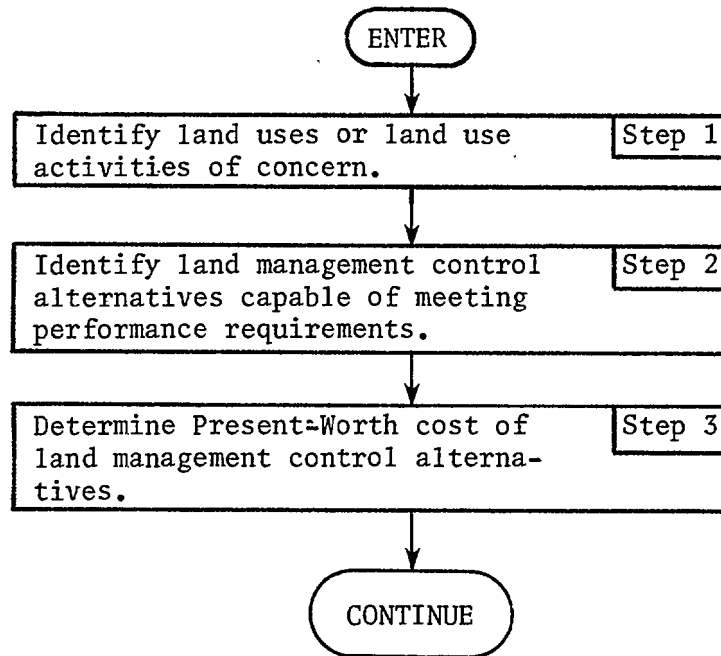 ENTER
Identify land uses or land use
activities of concern.
Step 1
Identify land management control
alternatives capable of meeting
performance requirements.
Step 2
Determine Present-Worth cost of
land management control alterna-
tives.
Step 3
CONTINUE